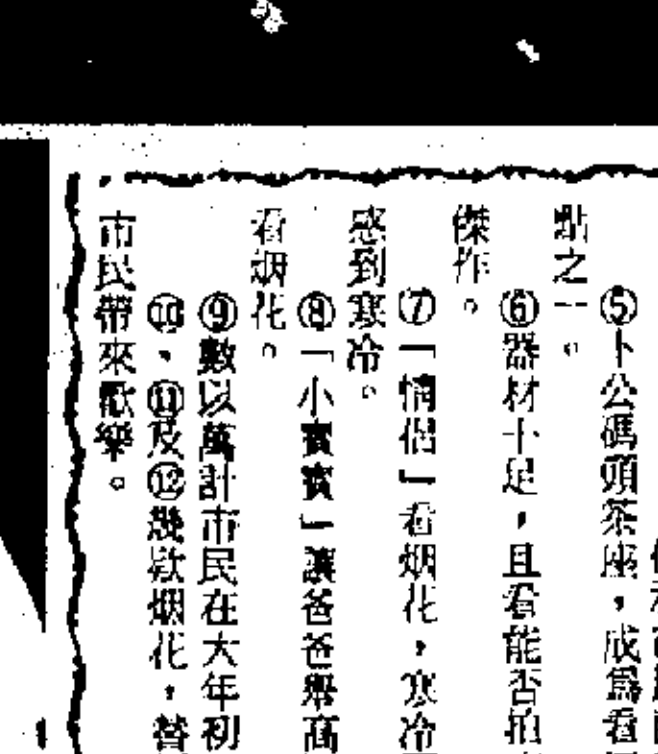 ⑤卜公碼頭茶座，成爲看
點之一。
⑥器材十足，且看能否拍
傑作。
⑦「情侶」看烟花，寒冷
感到寒冷。
⑧「小寶寶」讓爸爸舉高
看烟花。
⑨數以萬計市民在大年初
⑩、⑪及⑫幾款烟花，替
市民帶來歡樂。